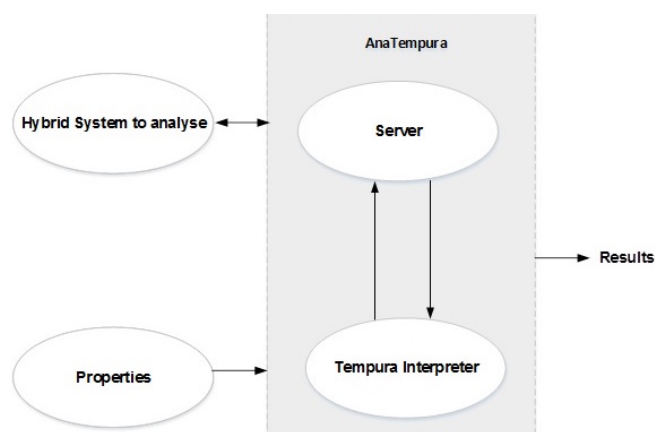 AnaTempura
Hybrid System to analyse
Server
Results
Tempura Interpreter
Properties